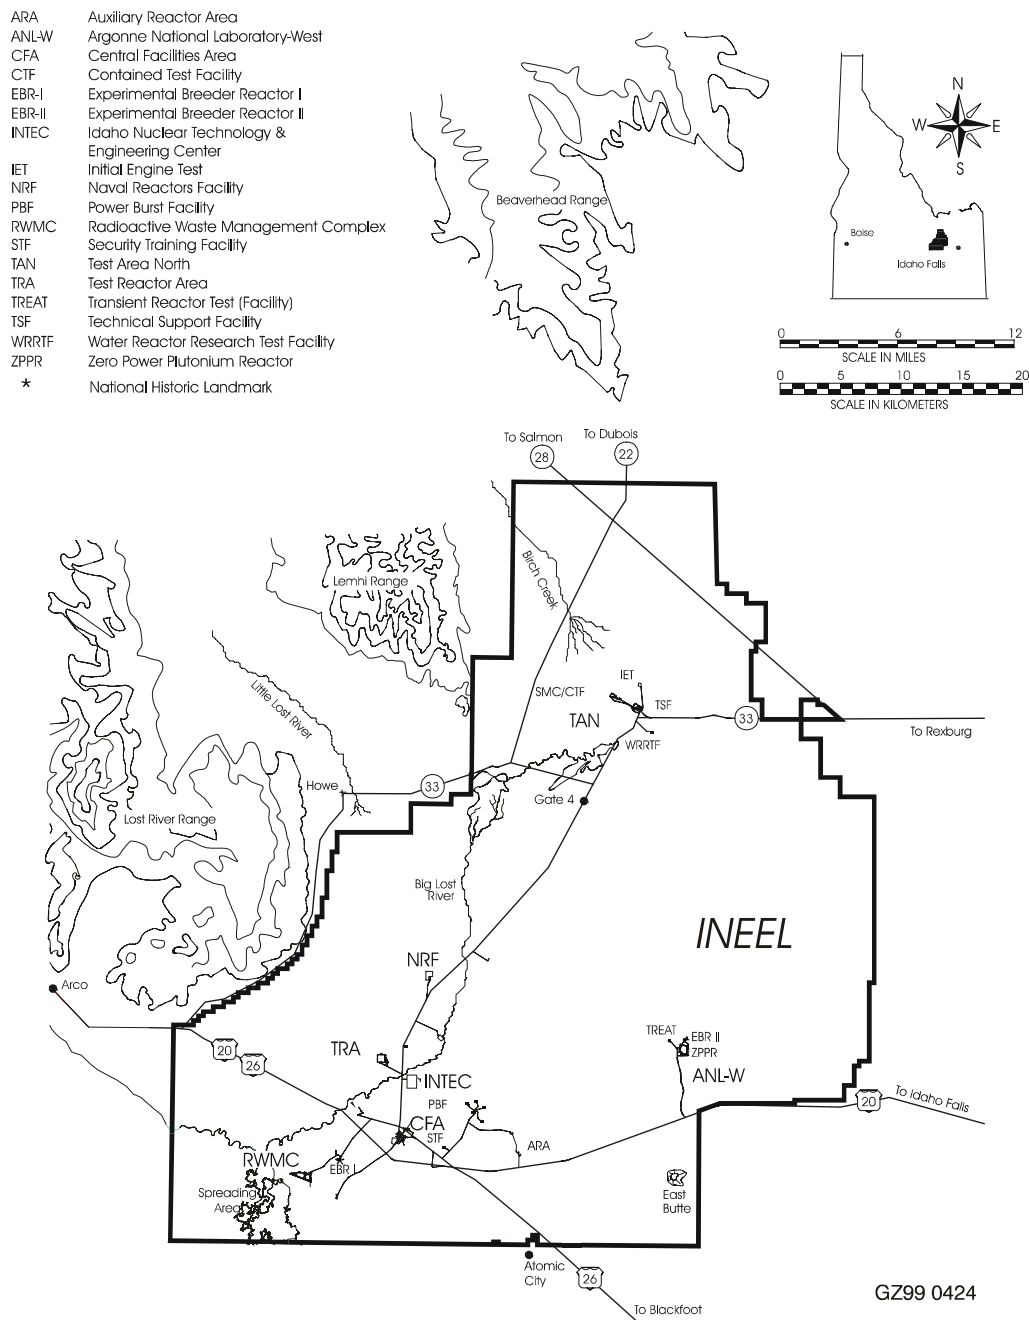 ARA Auxiliary Reactor Area
ANL-W Argonne National Laboratory-West
CFA Central Facilities Area
CTF Contained Test Facility
EBR-I Experimental Breeder Reactor I
EBR-II Experimental Breeder Reactor II
INTEC Idaho Nuclear Technology &
Engineering Center
IET Initial Engine Test
NRF Naval Reactors Facility
PBF Power Burst Facility
RWMC Radioactive Waste Management Complex
STF Security Training Facility
TAN Test Area North
TRA Test Reactor Area
TREAT Transient Reactor Test (Facility)
TSF Technical Support Facility
WRRTF Water Reactor Research Test Facility
ZPPR Zero Power Plutonium Reactor
* National Historic Landmark
Beaverhead Range
N
W E
S
Boise
Idaho Falls
0 6 12
SCALE IN MILES
0 5 10 15 20
SCALE IN KILOMETERS
To Salmon
28
To Dubois
22
Birch Creek
Lemhi Range
Little Lost
River
IET
SMC/CTF
TSF
TAN
33
To Rexburg
WRRTF
Howe
33
Gate 4
Lost River Range
Big Lost
River
INEEL
NRF
Arco
TREAT
EBR II
ZPPR
ANL-W
20
26
TRA
INTEC
PBF
CFA
STF
ARA
20
To Idaho Falls
RWMC
EBR I
*
Spreading
Area
East
Butte
Atomic
City
26
To Blackfoot
GZ99 0424